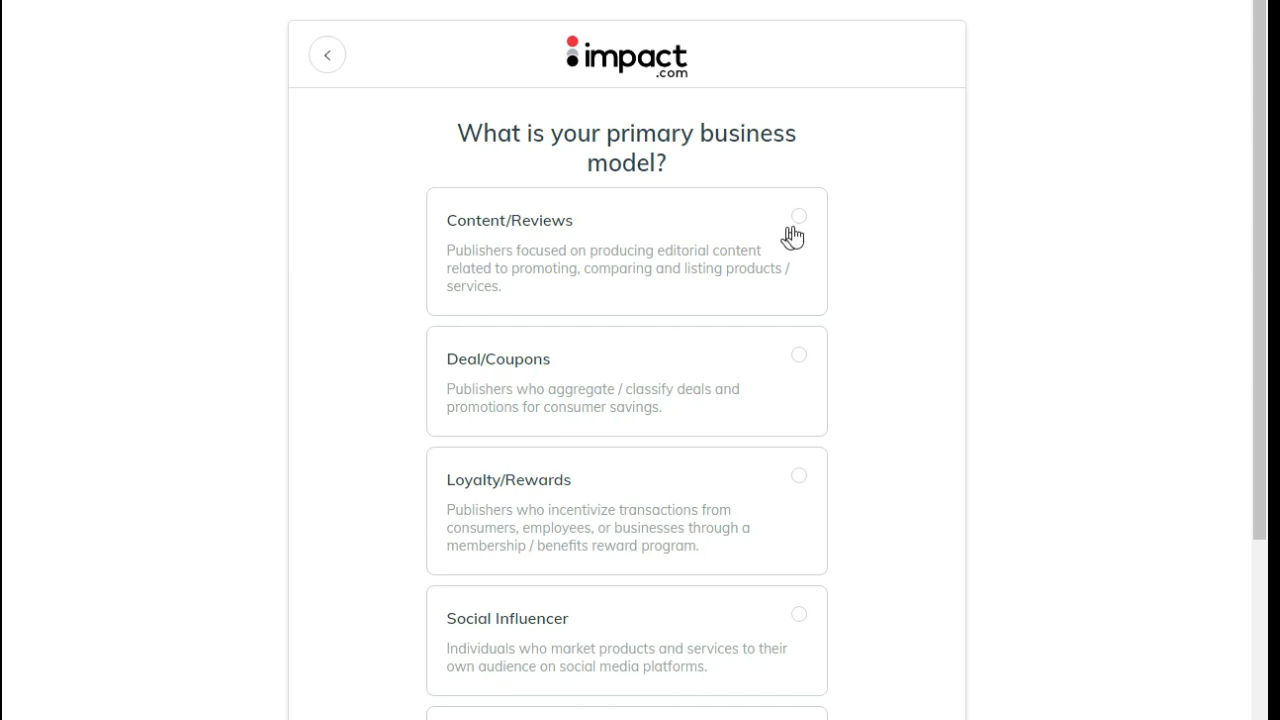 impact
.com
What is your primary business
model?
Content/Reviews
Publishers focused on producing editorial content
related to promoting, comparing and listing products /
services.
Deal/Coupons
Publishers who aggregate / classify deals and
promotions for consumer savings.
Loyalty/Rewards
Publishers who incentivize transactions from
consumers, employees, or businesses through a
membership / benefits reward program.
Social Influencer
Individuals who market products and services to their
own audience on social media platforms.